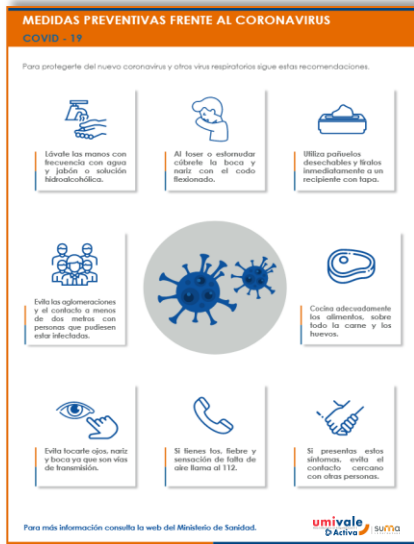 MEDIDAS PREVENTIVAS FRENTE AL CORONAVIRUS
COVID - 19
Para protegerte del nuevo coronavirus y otros virus respiratorios sigue estas recomendaciones.
Lávate las manos con
frecuencia con agua
y jabón o solución
hidroalcohólica.
Al toser o estornudar
cúbrete la boca y
nariz con el codo
flexionado.
Utiliza pañuelos
desechables y tíralos
inmediatamente a un
recipiente con tapa.
Evita las aglomeraciones
y el contacto a menos
de dos metros con
personas que pudiesen
estar infectadas.
Cocina adecuadamente
los alimentos, sobre
todo la carne y los
huevos.
Evita tocarte ojos, nariz
y boca ya que son vías
de transmisión.
Si tienes tos, fiebre y
sensación de falta de
aire llama al 112.
Si presentas estos
síntomas, evita el
contacto cercano
con otras personas.
Para más información consulta la web del Ministerio de Sanidad.
umivale
Activa
suma